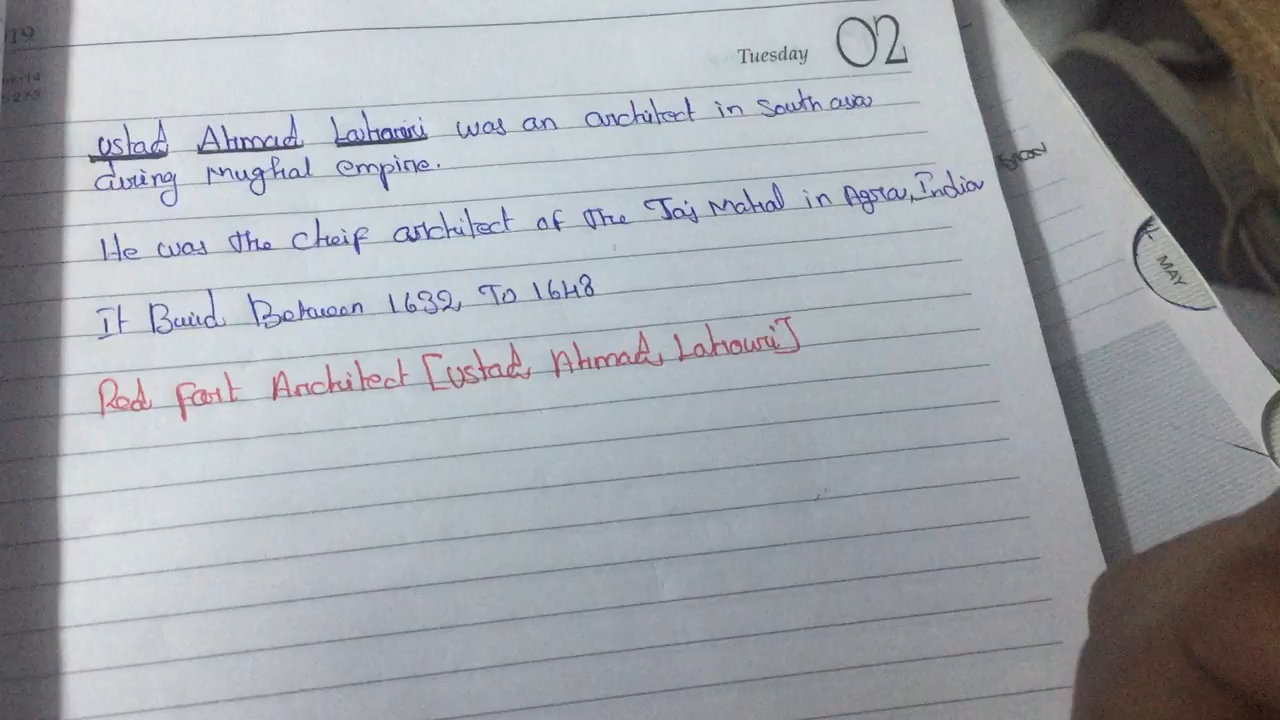 19
Tuesday 02
ustad Ahmad Lahouri was an architect in South asia
during Mughal empire.
He was the cheif architect of the Taj Mahal in Agra, India
It Buid Between 1632 To 1648
Red fort Architect [ustad Ahmad Lahouri]
MAY